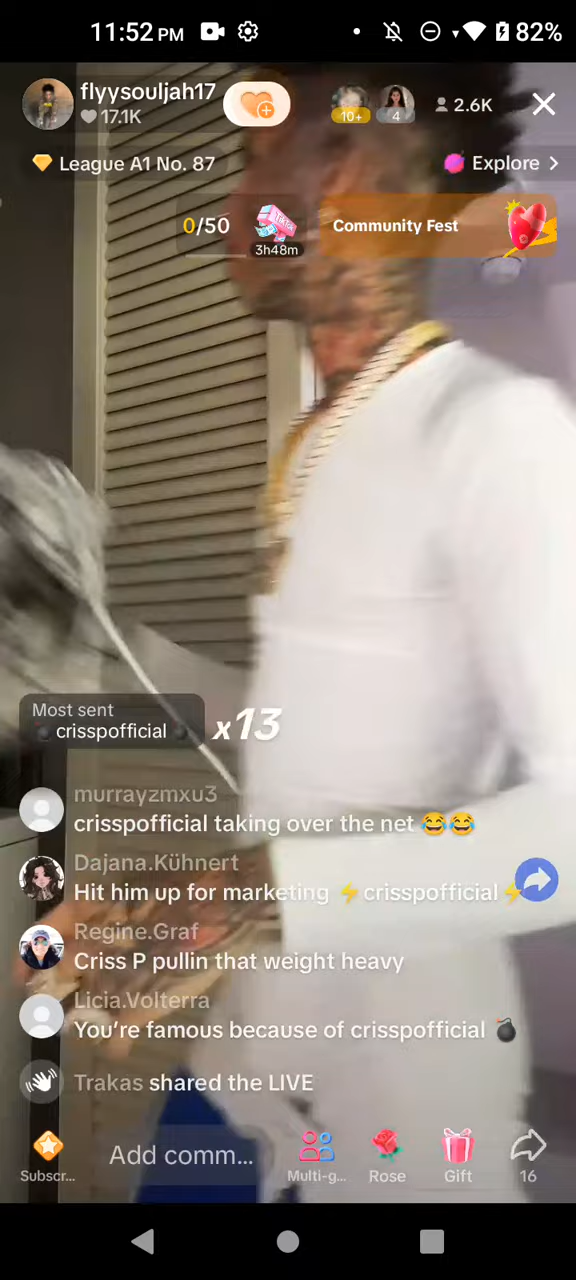 11:52 PM
82%
flyysouljah17
17.1K
10+
4
2.6K
League A1 No. 87
Explore >
0/50
TikTok
3h48m
Community Fest
Most sent
crisspofficial
x13
murrayzmxu3
crisspofficial taking over the net 😂😂
Dajana.Kühnert
Hit him up for marketing ⚡crisspofficial⚡
Regine.Graf
Criss P pullin that weight heavy
Licia.Volterra
You're famous because of crisspofficial 💣
Trakas shared the LIVE
Add comm...
Subscr...
Multi-g...
Rose
Gift
16